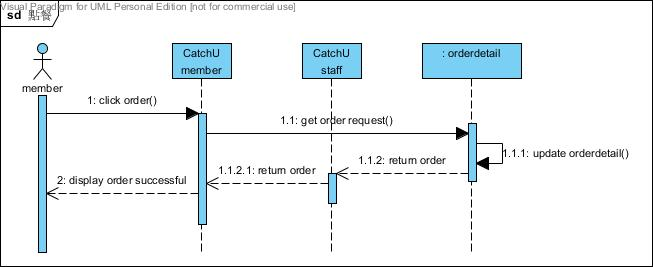 Visual Paradigm for UML Personal Edition [not for commercial use]
sd 點餐
CatchU
member
CatchU
staff
: orderdetail
member
1: click order()
1.1: get order request()
1.1.1: update orderdetail()
1.1.2: return order
1.1.2.1: return order
2: display order successful